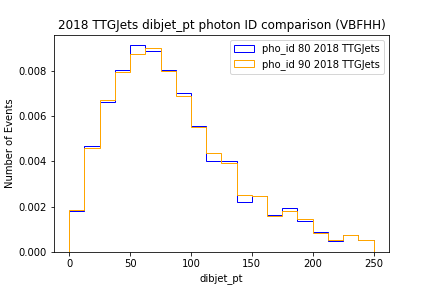 2018 TTGJets dibjet_pt photon ID comparison (VBFHH)
pho_id 80 2018 TTGJets
pho_id 90 2018 TTGJets
Number of Events
0.008
0.006
0.004
0.002
0.000
0 50 100 150 200 250
dibjet_pt